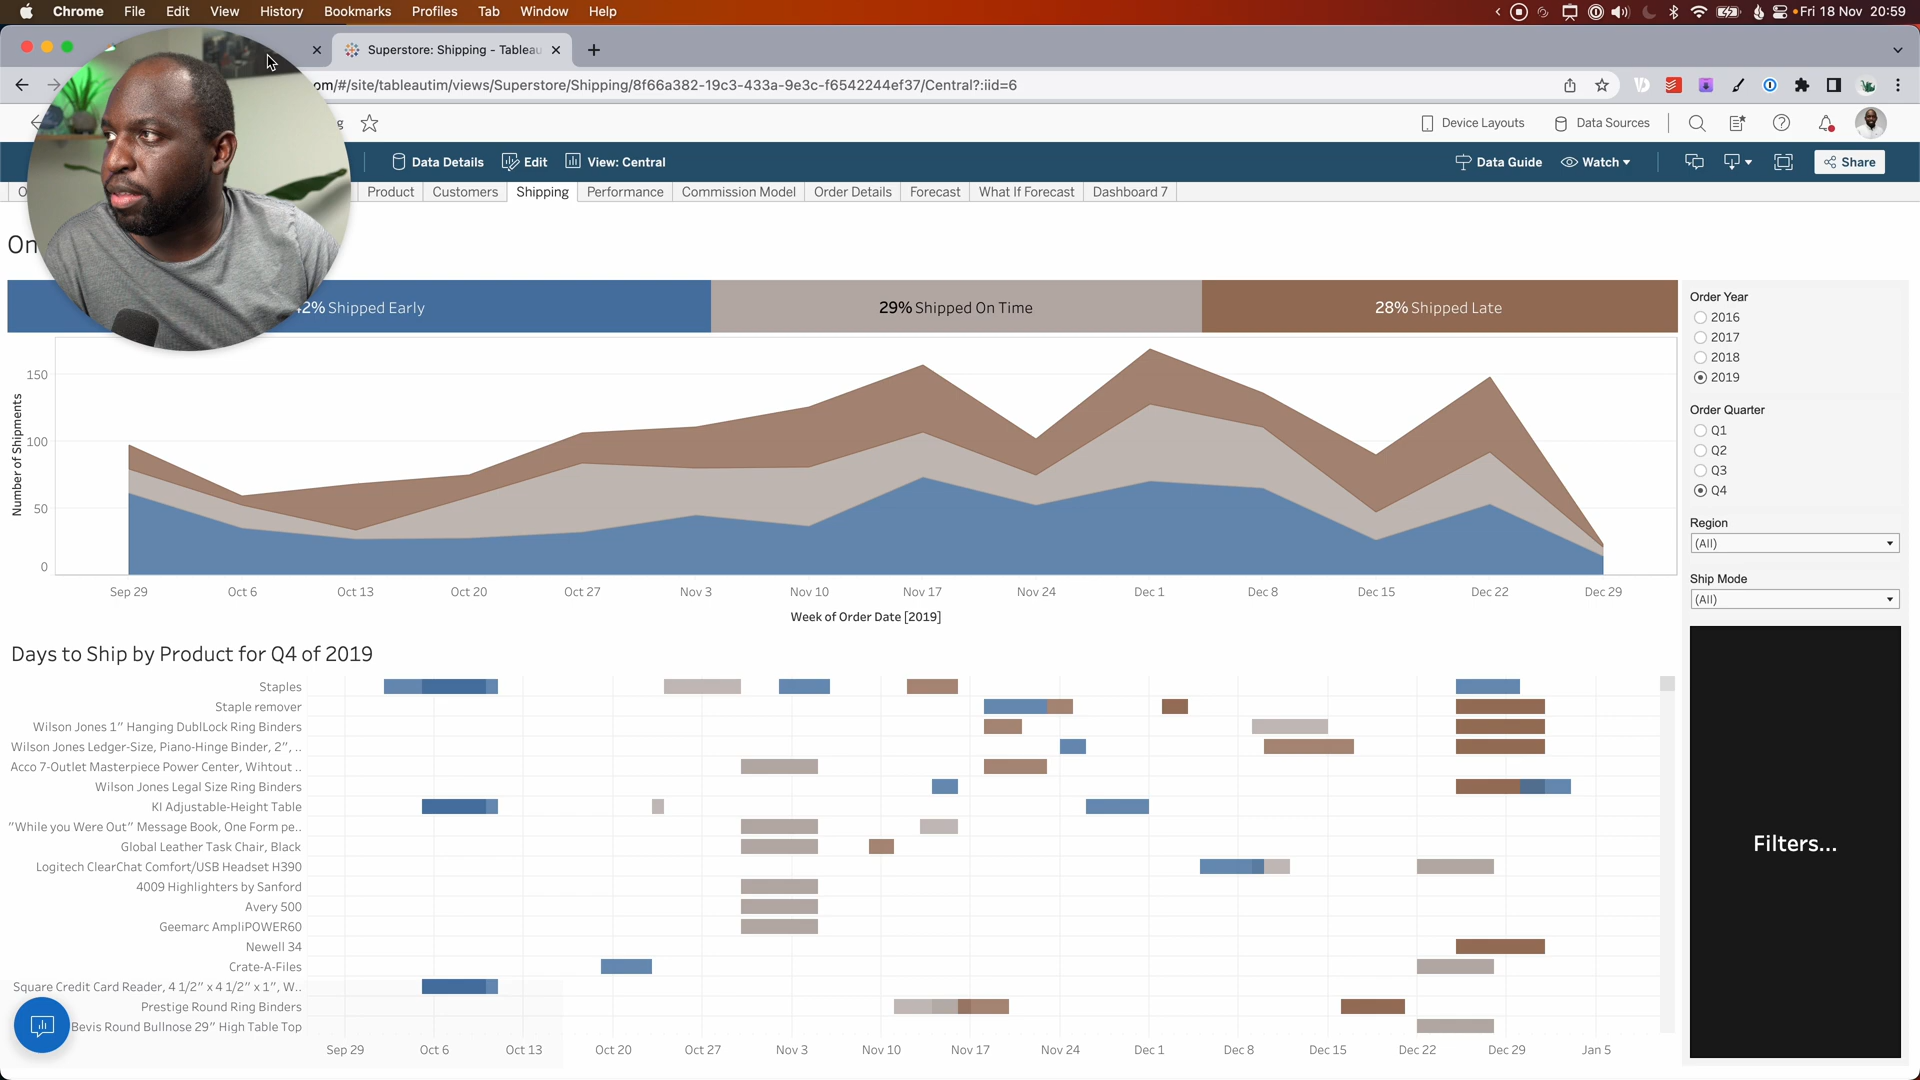 Chrome File Edit View History Bookmarks Profiles Tab Window Help Fri 18 Nov 20:59
Superstore: Shipping - Tableau
om/#/site/tableautim/views/Superstore/Shipping/8f66a382-19c3-433a-9e3c-f6542244ef37/Central?:iid=6
Device Layouts Data Sources
Data Details Edit View: Central Data Guide Watch Share
Product Customers Shipping Performance Commission Model Order Details Forecast What If Forecast Dashboard 7
On
2% Shipped Early 29% Shipped On Time 28% Shipped Late
Order Year
2016
2017
2018
2019
Order Quarter
Q1
Q2
Q3
Q4
Region
(All)
Ship Mode
(All)
Filters...
Number of Shipments
150
100
50
0
Sep 29 Oct 6 Oct 13 Oct 20 Oct 27 Nov 3 Nov 10 Nov 17 Nov 24 Dec 1 Dec 8 Dec 15 Dec 22 Dec 29
Week of Order Date [2019]
Days to Ship by Product for Q4 of 2019
Staples
Staple remover
Wilson Jones 1” Hanging DublLock Ring Binders
Wilson Jones Ledger-Size, Piano-Hinge Binder, 2”, ..
Acco 7-Outlet Masterpiece Power Center, Wihtout ..
Wilson Jones Legal Size Ring Binders
KI Adjustable-Height Table
“While you Were Out” Message Book, One Form pe..
Global Leather Task Chair, Black
Logitech ClearChat Comfort/USB Headset H390
4009 Highlighters by Sanford
Avery 500
Geemarc AmpliPOWER60
Newell 34
Crate-A-Files
Square Credit Card Reader, 4 1/2” x 4 1/2” x 1”, W..
Prestige Round Ring Binders
Bevis Round Bullnose 29” High Table Top
Sep 29 Oct 6 Oct 13 Oct 20 Oct 27 Nov 3 Nov 10 Nov 17 Nov 24 Dec 1 Dec 8 Dec 15 Dec 22 Dec 29 Jan 5